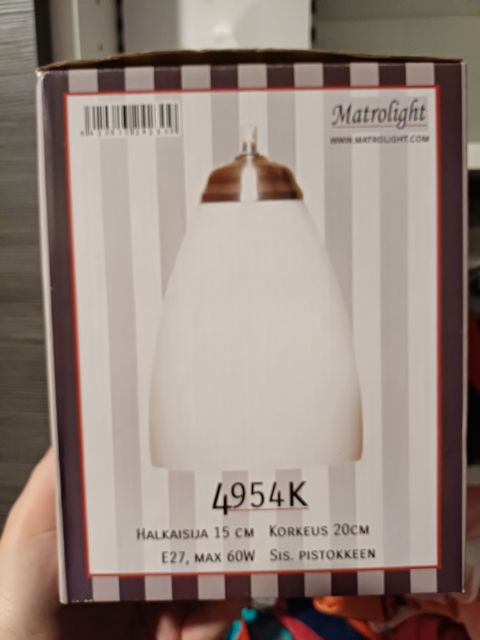 Matrolight
www.matrolight.com
4954K
Halkaisija 15 cm Korkeus 20cm
E27, max 60W Sis. pistokkeen